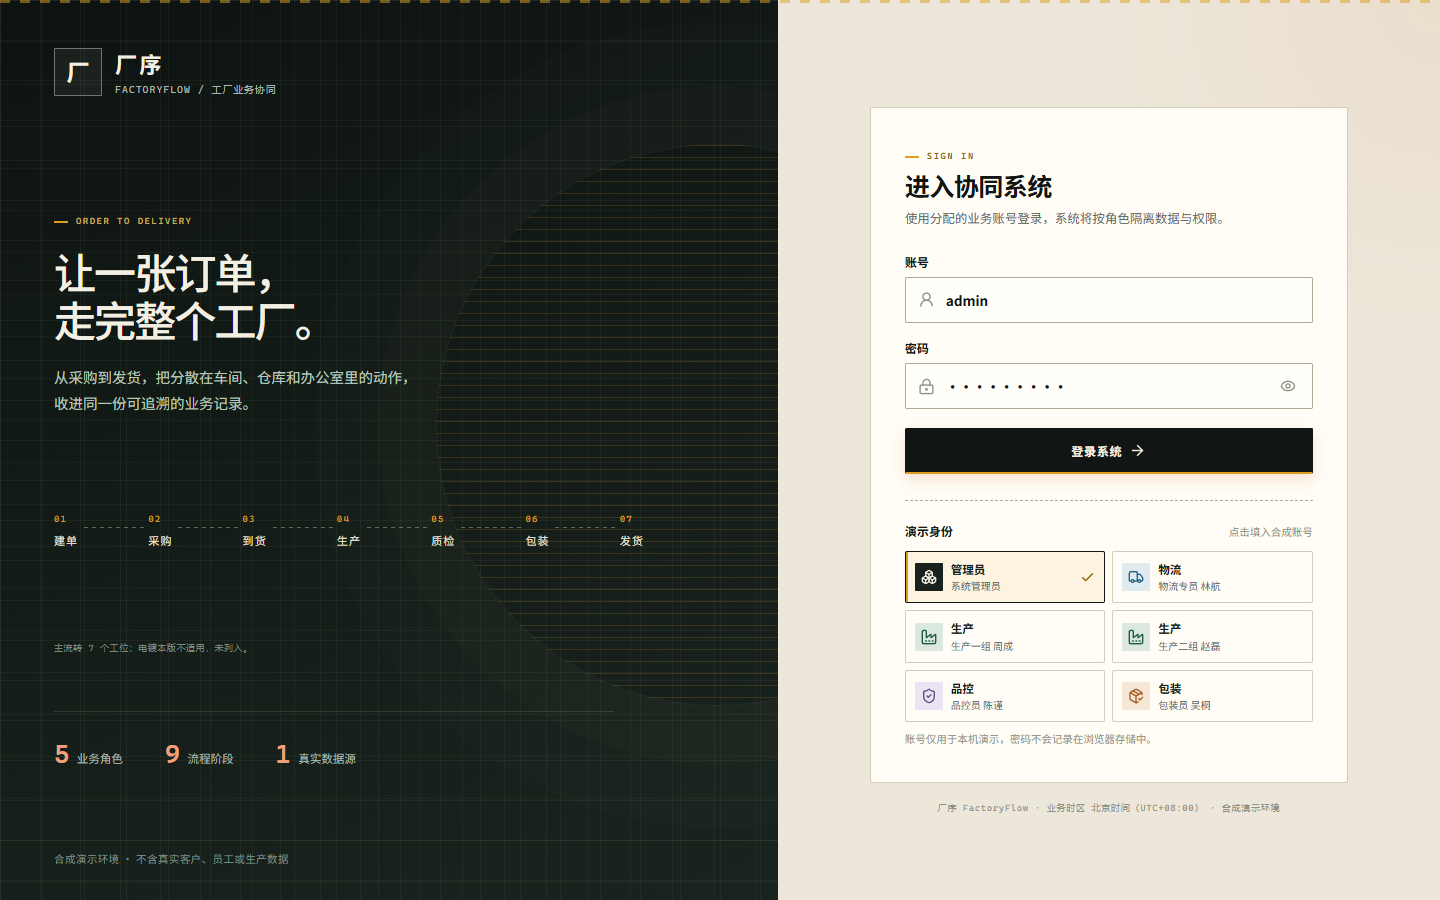 厂
厂序
FACTORYFLOW / 工厂业务协同
ORDER TO DELIVERY
让一张订单，
走完整个工厂。
从采购到发货，把分散在车间、仓库和办公室里的动作，
收进同一份可追溯的业务记录。
01 02 03 04 05 06 07
建单 采购 到货 生产 质检 包装 发货
主流转 7 个工位；电镀本版不适用，未列入。
5 业务角色 9 流程阶段 1 真实数据源
合成演示环境 • 不含真实客户、员工或生产数据
SIGN IN
进入协同系统
使用分配的业务账号登录，系统将按角色隔离数据与权限。
账号
admin
密码
•••••••••
登录系统
演示身份 点击填入合成账号
管理员
系统管理员
物流
物流专员 林航
生产
生产一组 周成
生产
生产二组 赵磊
品控
品控员 陈谨
包装
包装员 吴桐
账号仅用于本机演示，密码不会记录在浏览器存储中。
厂序 FactoryFlow · 业务时区 北京时间（UTC+08:00） · 合成演示环境